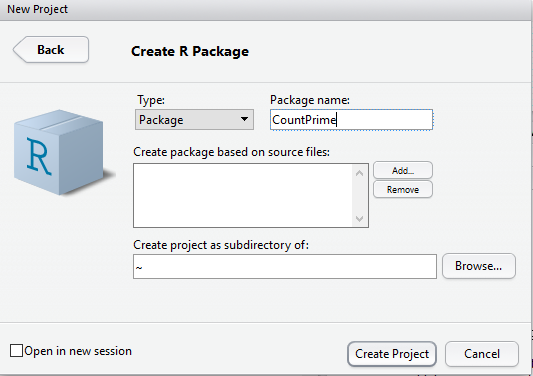 New Project
Back
Create R Package
Type:
Package name:
Package
CountPrime
R
Create package based on source files:
Add...
Remove
Create project as subdirectory of:
~
Browse...
Open in new session
Create Project
Cancel